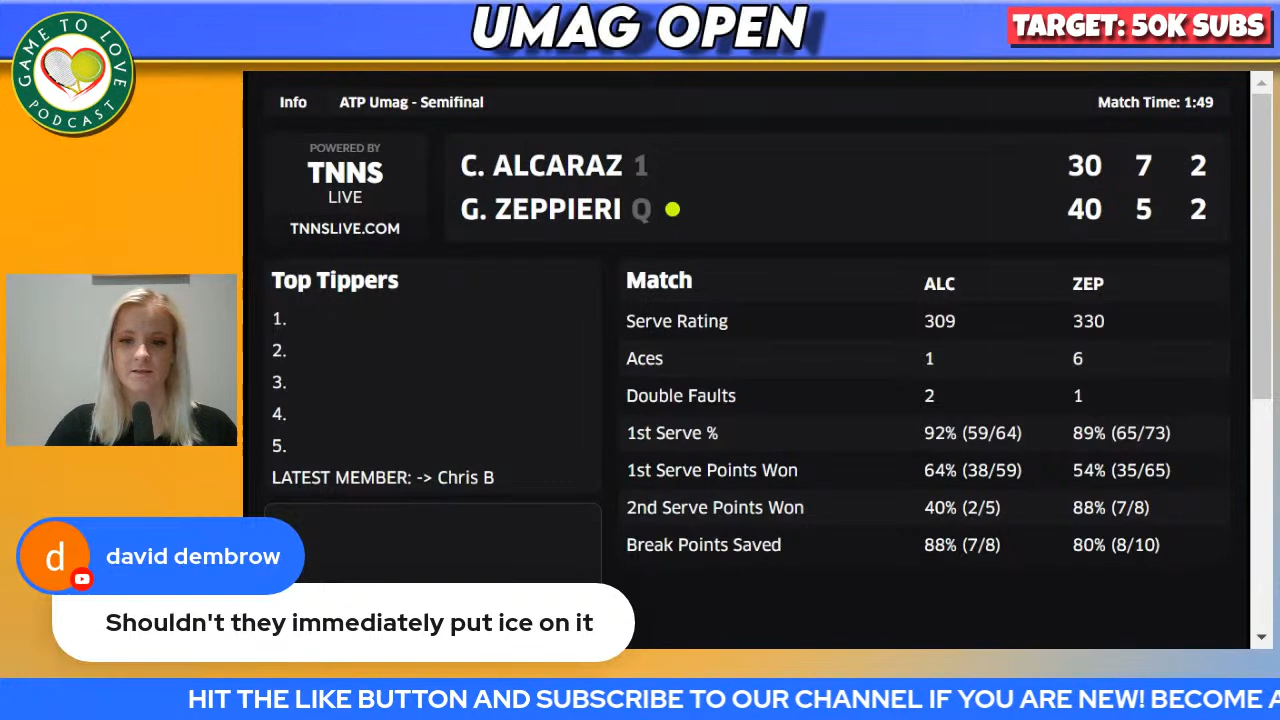 GAME TO LOVE
PODCAST
UMAG OPEN
TARGET: 50K SUBS
Info ATP Umag - Semifinal Match Time: 1:49
POWERED BY
TNNS
LIVE
TNNSLIVE.COM
C. ALCARAZ 1 30 7 2
G. ZEPPIERI Q 40 5 2
Top Tippers
1.
2.
3.
4.
5.
LATEST MEMBER: -> Chris B
Match ALC ZEP
Serve Rating 309 330
Aces 1 6
Double Faults 2 1
1st Serve % 92% (59/64) 89% (65/73)
1st Serve Points Won 64% (38/59) 54% (35/65)
2nd Serve Points Won 40% (2/5) 88% (7/8)
Break Points Saved 88% (7/8) 80% (8/10)
d david dembrow
Shouldn't they immediately put ice on it
HIT THE LIKE BUTTON AND SUBSCRIBE TO OUR CHANNEL IF YOU ARE NEW! BECOME A